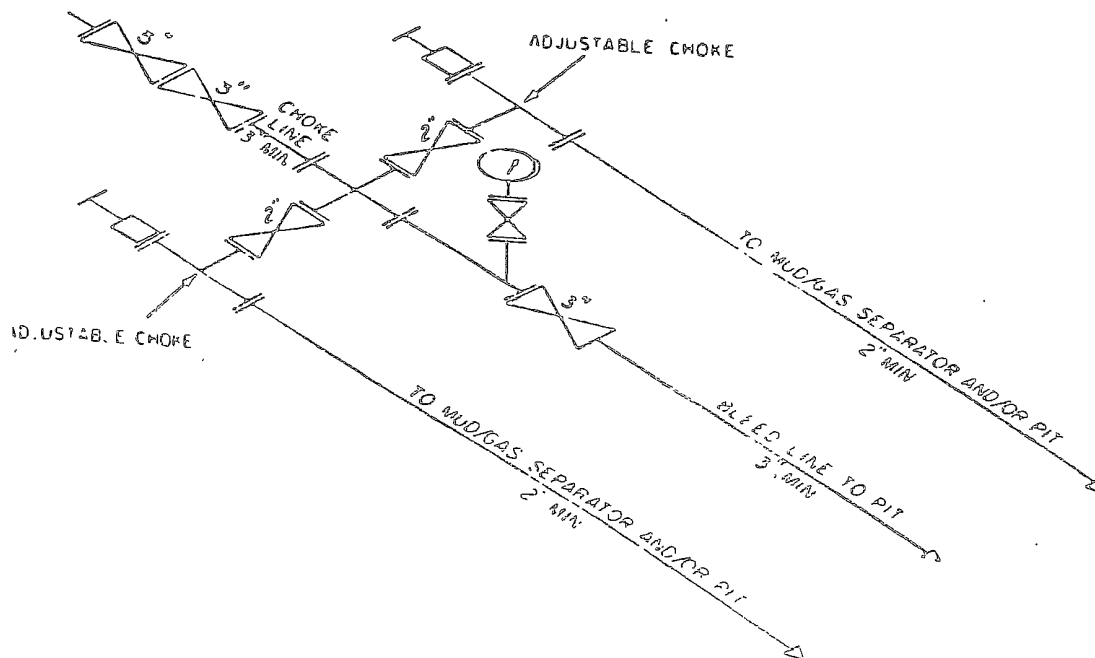 3"
3"
CHOKE
LINE
3 MIN
ADJUSTABLE CHOKE
2"
P
2"
ADJUSTABLE CHOKE
3"
TO MUD/GAS SEPARATOR AND/OR PIT
2" MIN
BLEED LINE TO PIT
3" MIN
TO MUD/GAS SEPARATOR AND/OR PIT
2" MIN